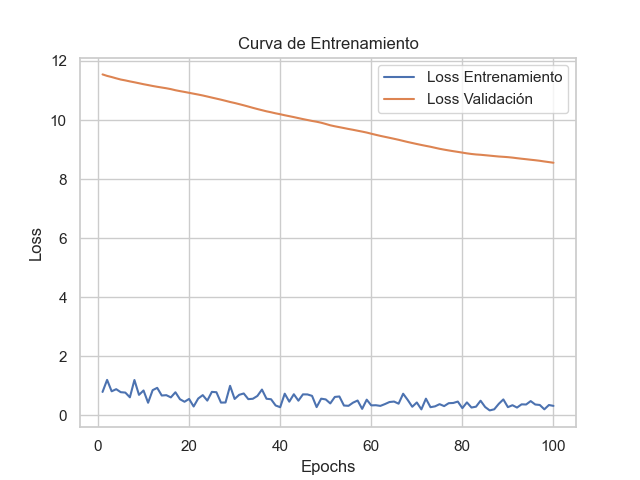 Curva de Entrenamiento
Loss Entrenamiento
Loss Validación
12
10
8
6
4
2
0
Loss
0 20 40 60 80 100
Epochs